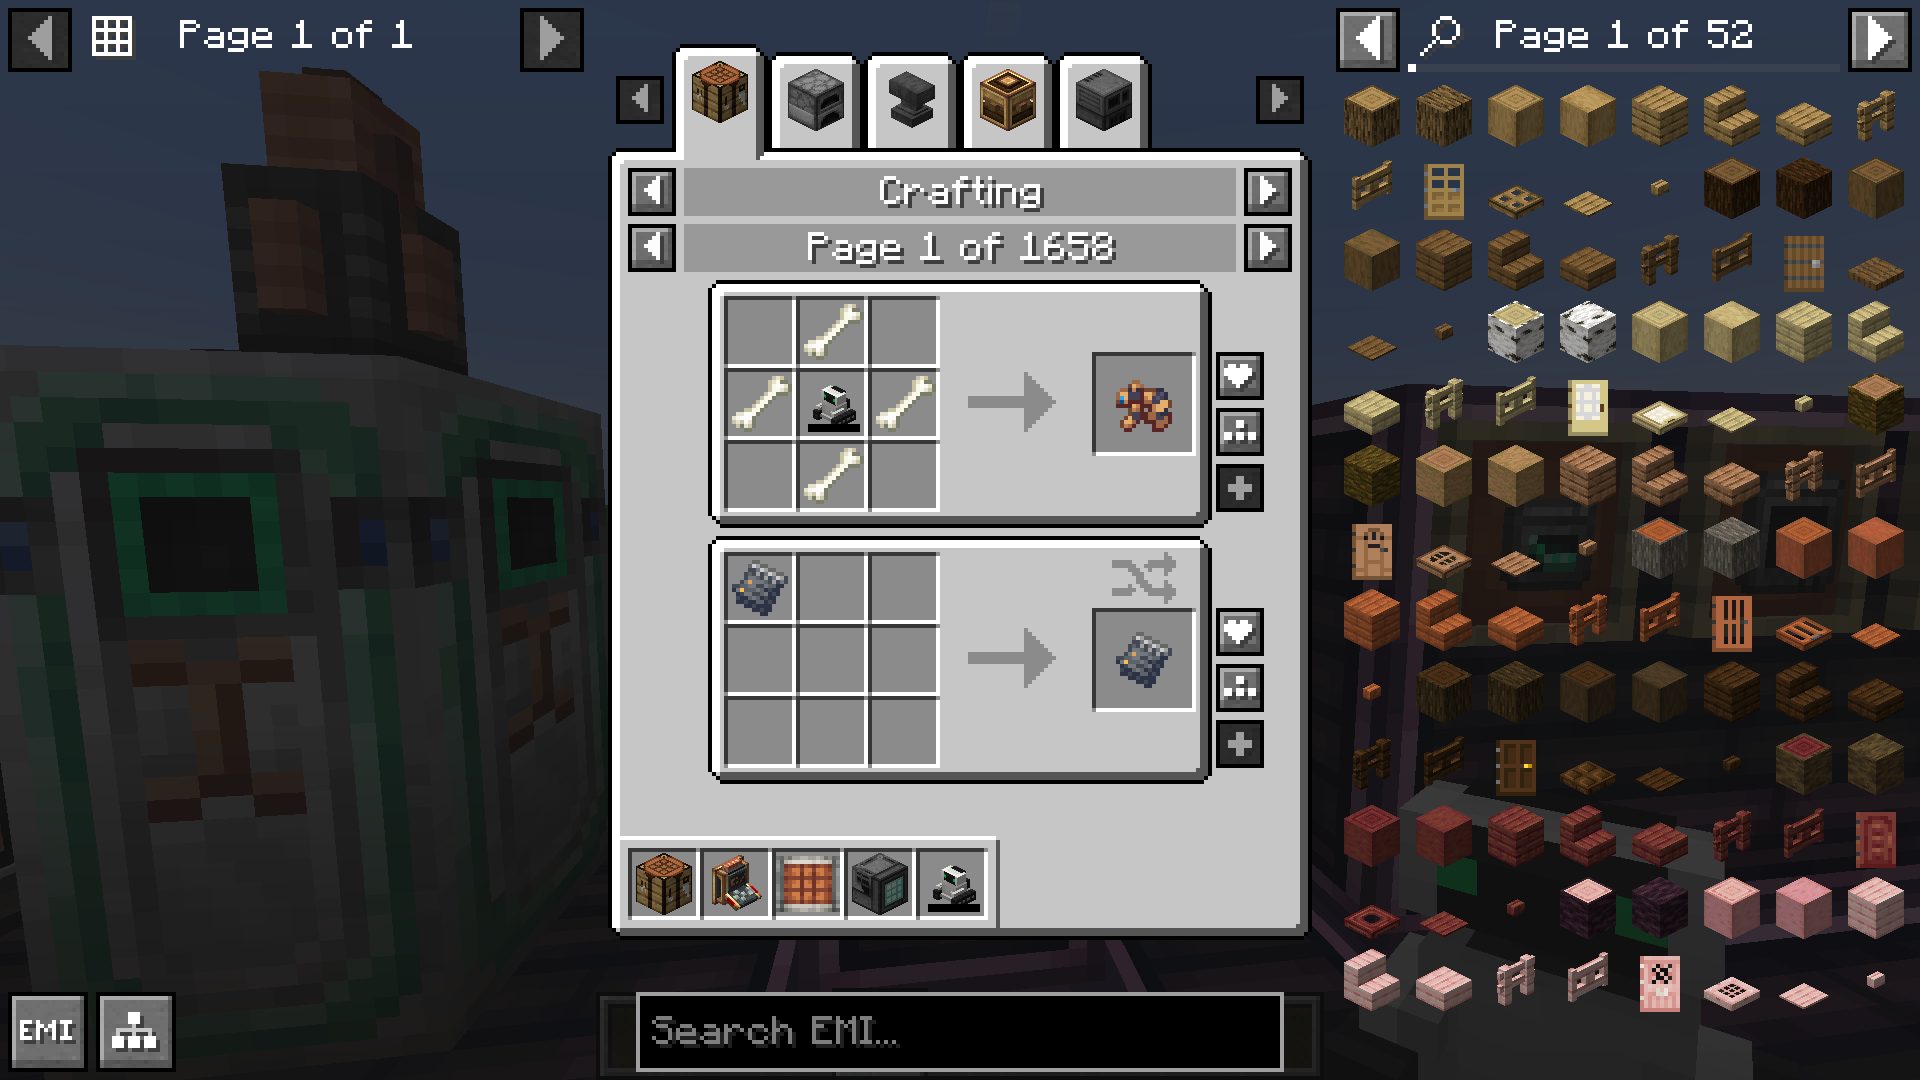 Page 1 of 1
Page 1 of 52
Crafting
Page 1 of 1658
EMI
Search EMI...